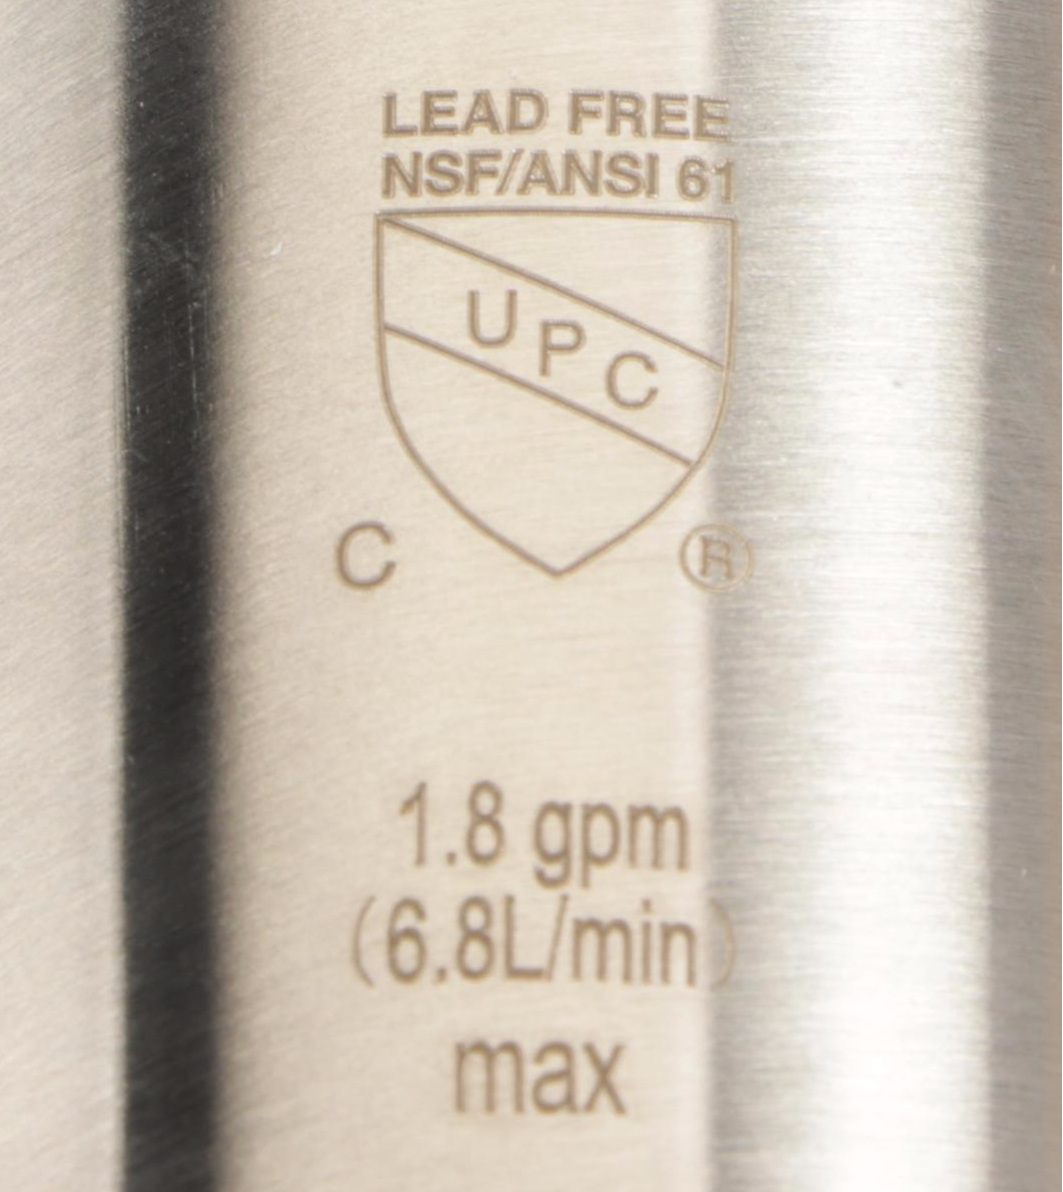 LEAD FREE
NSF/ANSI 61
UPC
C ®
1.8 gpm
(6.8L/min)
max